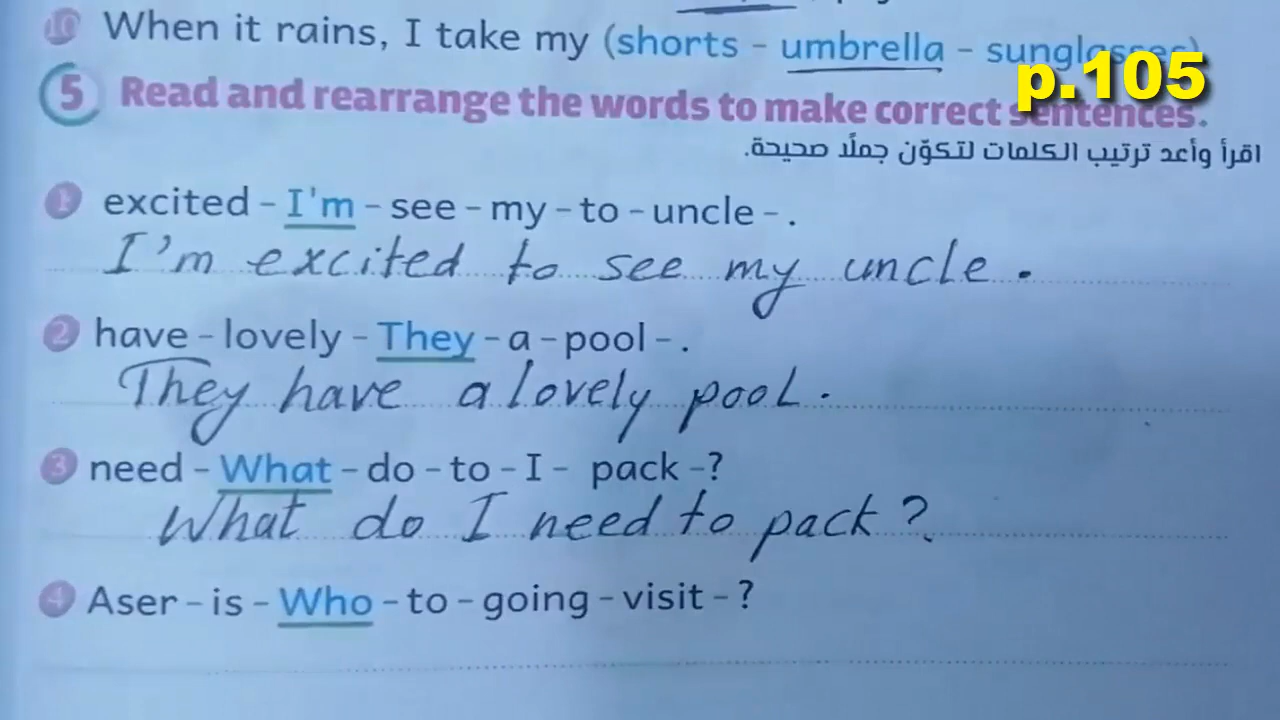 10 When it rains, I take my (shorts - umbrella - sunglasses)
p.105
5 Read and rearrange the words to make correct sentences.
اقرأ وأعد ترتيب الكلمات لتكوّن جملًا صحيحة.
1 excited - I'm - see - my - to - uncle - .
I'm excited to see my uncle .
2 have - lovely - They - a - pool - .
They have a lovely pool .
3 need - What - do - to - I - pack -?
What do I need to pack ?
4 Aser - is - Who - to - going - visit - ?